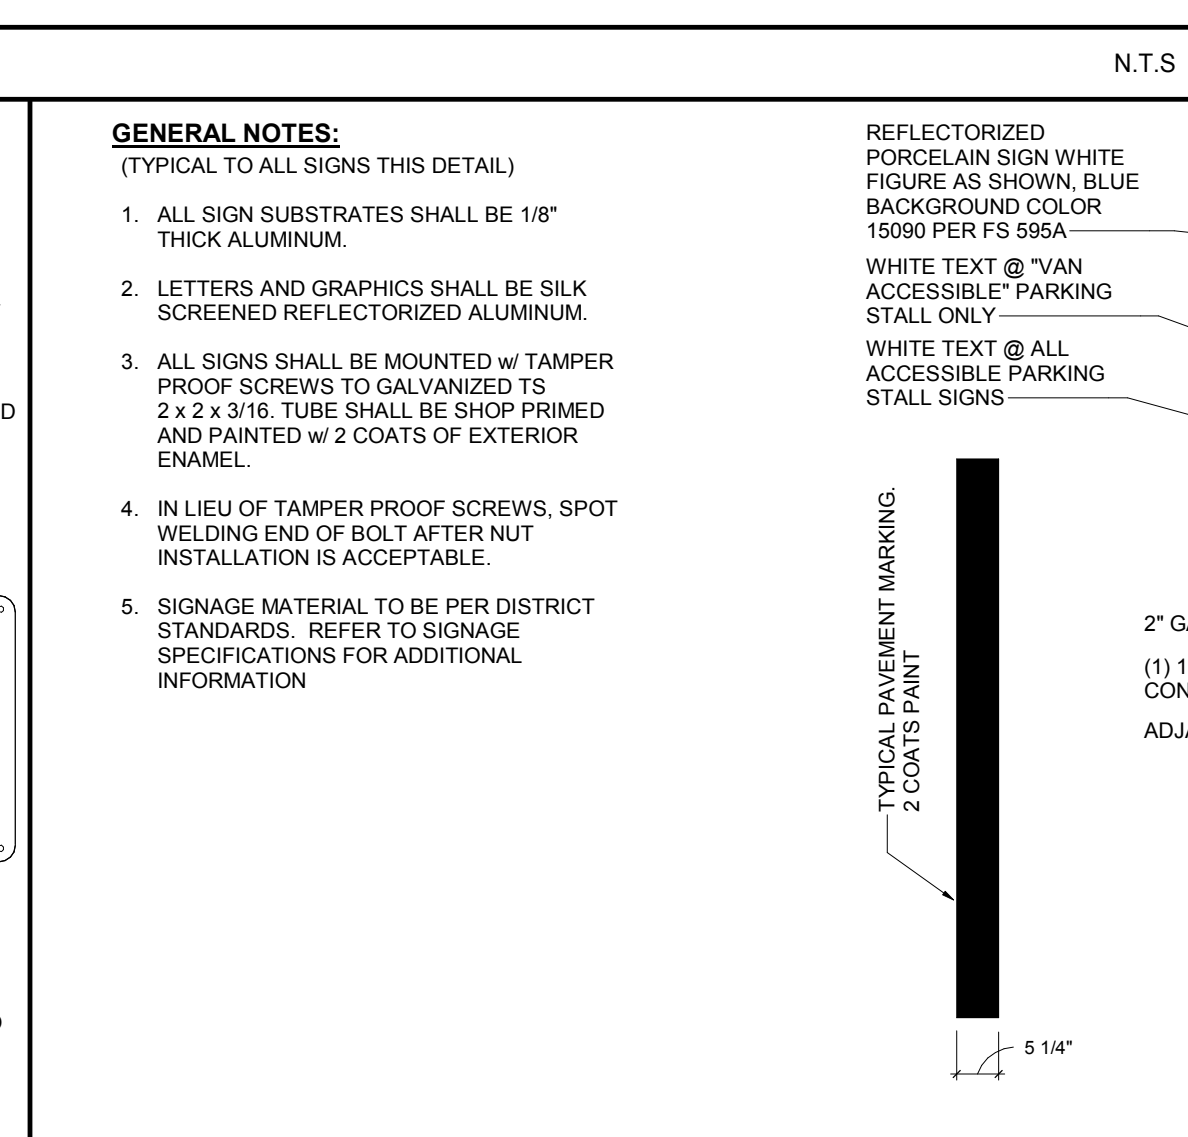 N.T.S
GENERAL NOTES:
(TYPICAL TO ALL SIGNS THIS DETAIL)
1. ALL SIGN SUBSTRATES SHALL BE 1/8"
THICK ALUMINUM.
2. LETTERS AND GRAPHICS SHALL BE SILK
SCREENED REFLECTORIZED ALUMINUM.
3. ALL SIGNS SHALL BE MOUNTED w/ TAMPER
PROOF SCREWS TO GALVANIZED TS
2 x 2 x 3/16. TUBE SHALL BE SHOP PRIMED
AND PAINTED w/ 2 COATS OF EXTERIOR
ENAMEL.
4. IN LIEU OF TAMPER PROOF SCREWS, SPOT
WELDING END OF BOLT AFTER NUT
INSTALLATION IS ACCEPTABLE.
5. SIGNAGE MATERIAL TO BE PER DISTRICT
STANDARDS. REFER TO SIGNAGE
SPECIFICATIONS FOR ADDITIONAL
INFORMATION
REFLECTORIZED
PORCELAIN SIGN WHITE
FIGURE AS SHOWN, BLUE
BACKGROUND COLOR
15090 PER FS 595A
WHITE TEXT @ "VAN
ACCESSIBLE" PARKING
STALL ONLY
WHITE TEXT @ ALL
ACCESSIBLE PARKING
STALL SIGNS
TYPICAL PAVEMENT MARKING.
2 COATS PAINT
5 1/4"
2"
(1)
D